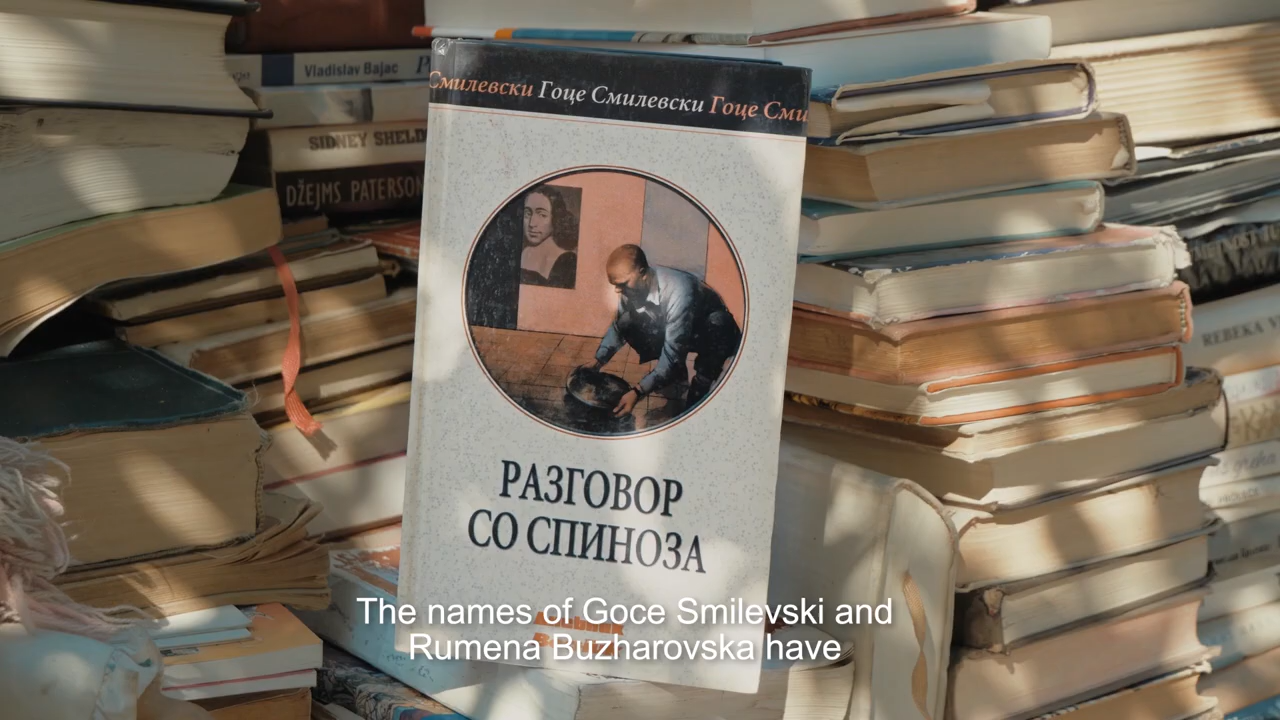 Vladislav Bajac
SIDNEY SHELD
DŽEJMS PATERSON
Смилевски Гоце Смилевски Гоце Сми
РАЗГОВОР
СО СПИНОЗА
REBEKA V
The names of Goce Smilevski and
Rumena Buzharovska have